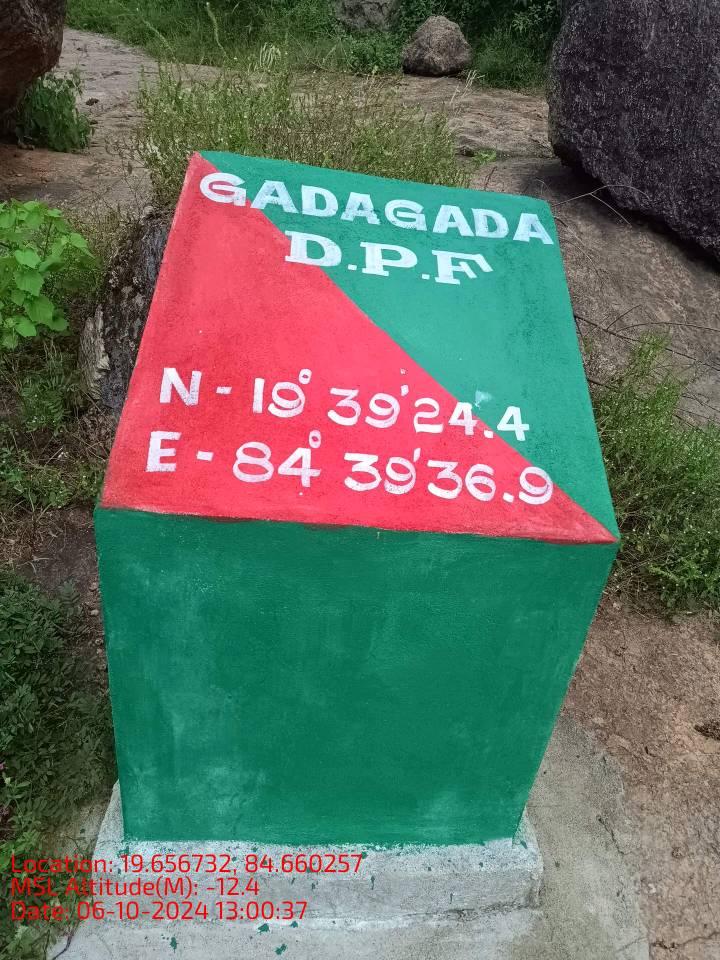 GADAGADA
D.P.F
N - 19° 39' 24.4
E - 84° 39' 36.9
Location: 19.656732, 84.660257
MSL Altitude(M): -12.4
Date: 06-10-2024 13:00:37